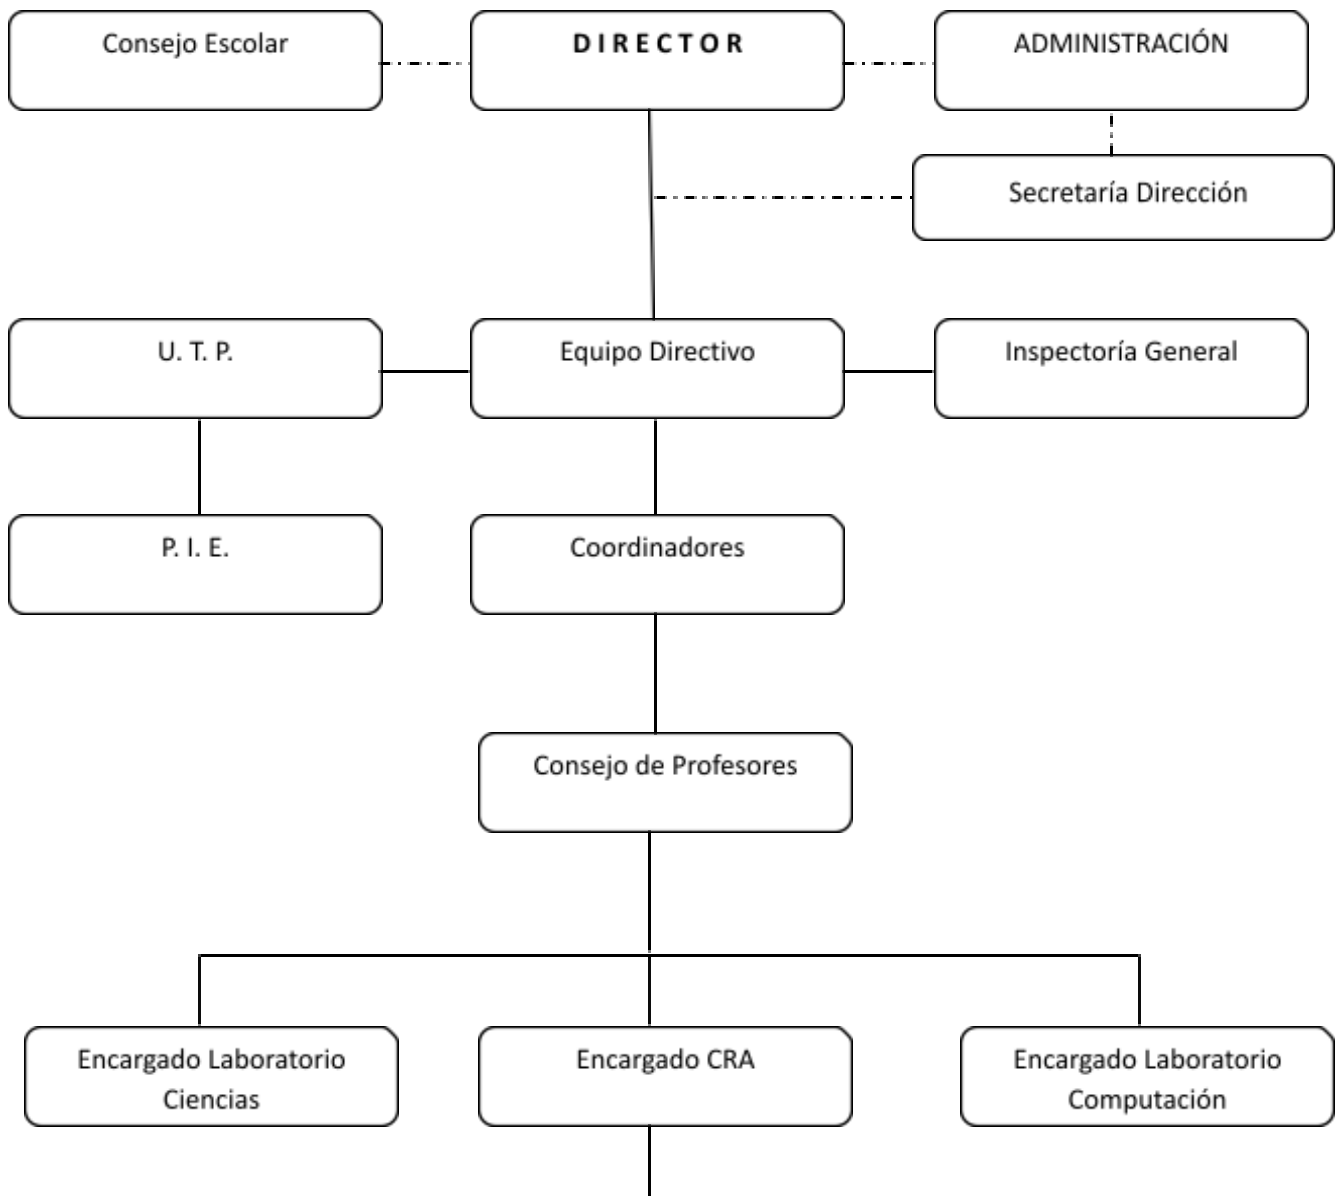 Consejo Escolar
D I R E C T O R
ADMINISTRACIÓN
Secretaría Dirección
U. T. P.
Equipo Directivo
Inspectoría General
P. I. E.
Coordinadores
Consejo de Profesores
Encargado Laboratorio
Ciencias
Encargado CRA
Encargado Laboratorio
Computación